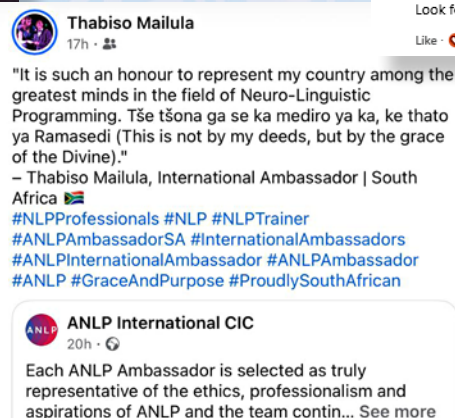 Look f
Like ·
Thabiso Mailula
17h ·
"It is such an honour to represent my country among the
greatest minds in the field of Neuro-Linguistic
Programming. Tše tšona ga se ka mediro ya ka, ke thato
ya Ramasedi (This is not by my deeds, but by the grace
of the Divine)."
– Thabiso Mailula, International Ambassador | South
Africa 🇿🇦
#NLPProfessionals #NLP #NLPTrainer
#ANLPAmbassadorSA #InternationalAmbassadors
#ANLPInternationalAmbassador #ANLPAmbassador
#ANLP #GraceAndPurpose #ProudlySouthAfrican
ANLP
ANLP International CIC
20h ·
Each ANLP Ambassador is selected as truly
representative of the ethics, professionalism and
aspirations of ANLP and the team contin... See more